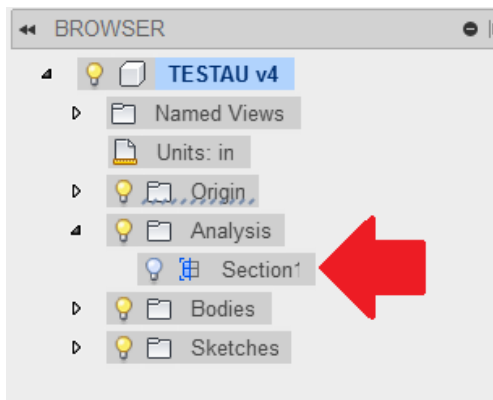 BROWSER
TESTAU v4
Named Views
Units: in
Origin
Analysis
Section1
Bodies
Sketches